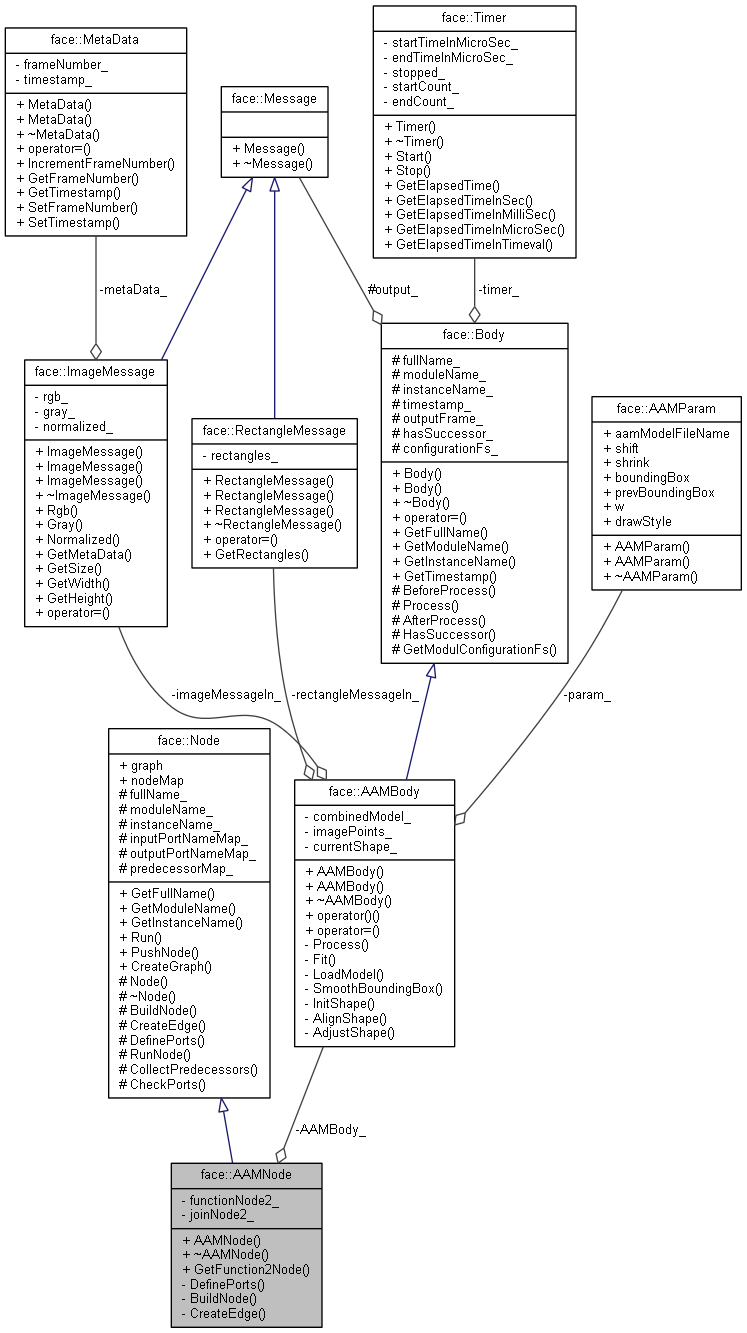 face::Timer
- startTimeInMicroSec_
- endTimeInMicroSec_
- stopped_
- startCount_
- endCount_
+ Timer()
+ ~Timer()
+ Start()
+ Stop()
+ GetElapsedTime()
+ GetElapsedTimeInSec()
+ GetElapsedTimeInMilliSec()
+ GetElapsedTimeInMicroSec()
+ GetElapsedTimeInTimeval()
face::MetaData
- frameNumber_
- timestamp_
+ MetaData()
+ MetaData()
+ ~MetaData()
+ operator=()
+ IncrementFrameNumber()
+ GetFrameNumber()
+ GetTimestamp()
+ SetFrameNumber()
+ SetTimestamp()
face::Message
+ Message()
+ ~Message()
-metaData_
#output_
-timer_
face::ImageMessage
- rgb_
- gray_
- normalized_
+ ImageMessage()
+ ImageMessage()
+ ImageMessage()
+ ~ImageMessage()
+ Rgb()
+ Gray()
+ Normalized()
+ GetMetaData()
+ GetSize()
+ GetWidth()
+ GetHeight()
+ operator=()
face::RectangleMessage
- rectangles_
+ RectangleMessage()
+ RectangleMessage()
+ RectangleMessage()
+ ~RectangleMessage()
+ operator=()
+ GetRectangles()
face::Body
# fullName_
# moduleName_
# instanceName_
# timestamp_
# outputFrame_
# hasSuccessor_
# configurationFs_
+ Body()
+ Body()
+ ~Body()
+ operator=()
+ GetFullName()
+ GetModuleName()
+ GetInstanceName()
+ GetTimestamp()
# BeforeProcess()
# Process()
# AfterProcess()
# HasSuccessor()
# GetModulConfigurationFs()
face::AAMParam
+ aamModelFileName
+ shift
+ shrink
+ boundingBox
+ prevBoundingBox
+ w
+ drawStyle
+ AAMParam()
+ AAMParam()
+ ~AAMParam()
-imageMessageIn_
-rectangleMessageIn_
-param_
face::Node
+ graph
+ nodeMap
# fullName_
# moduleName_
# instanceName_
# inputPortNameMap_
# outputPortNameMap_
# predecessorMap_
+ GetFullName()
+ GetModuleName()
+ GetInstanceName()
+ Run()
+ PushNode()
+ CreateGraph()
# Node()
# ~Node()
# BuildNode()
# CreateEdge()
# DefinePorts()
# RunNode()
# CollectPredecessors()
# CheckPorts()
face::AAMBody
- combinedModel_
- imagePoints_
- currentShape_
+ AAMBody()
+ AAMBody()
+ ~AAMBody()
+ operator()()
+ operator=()
- Process()
- Fit()
- LoadModel()
- SmoothBoundingBox()
- InitShape()
- AlignShape()
- AdjustShape()
-AAMBody_
face::AAMNode
- functionNode2_
- joinNode2_
+ AAMNode()
+ ~AAMNode()
+ GetFunction2Node()
- DefinePorts()
- BuildNode()
- CreateEdge()